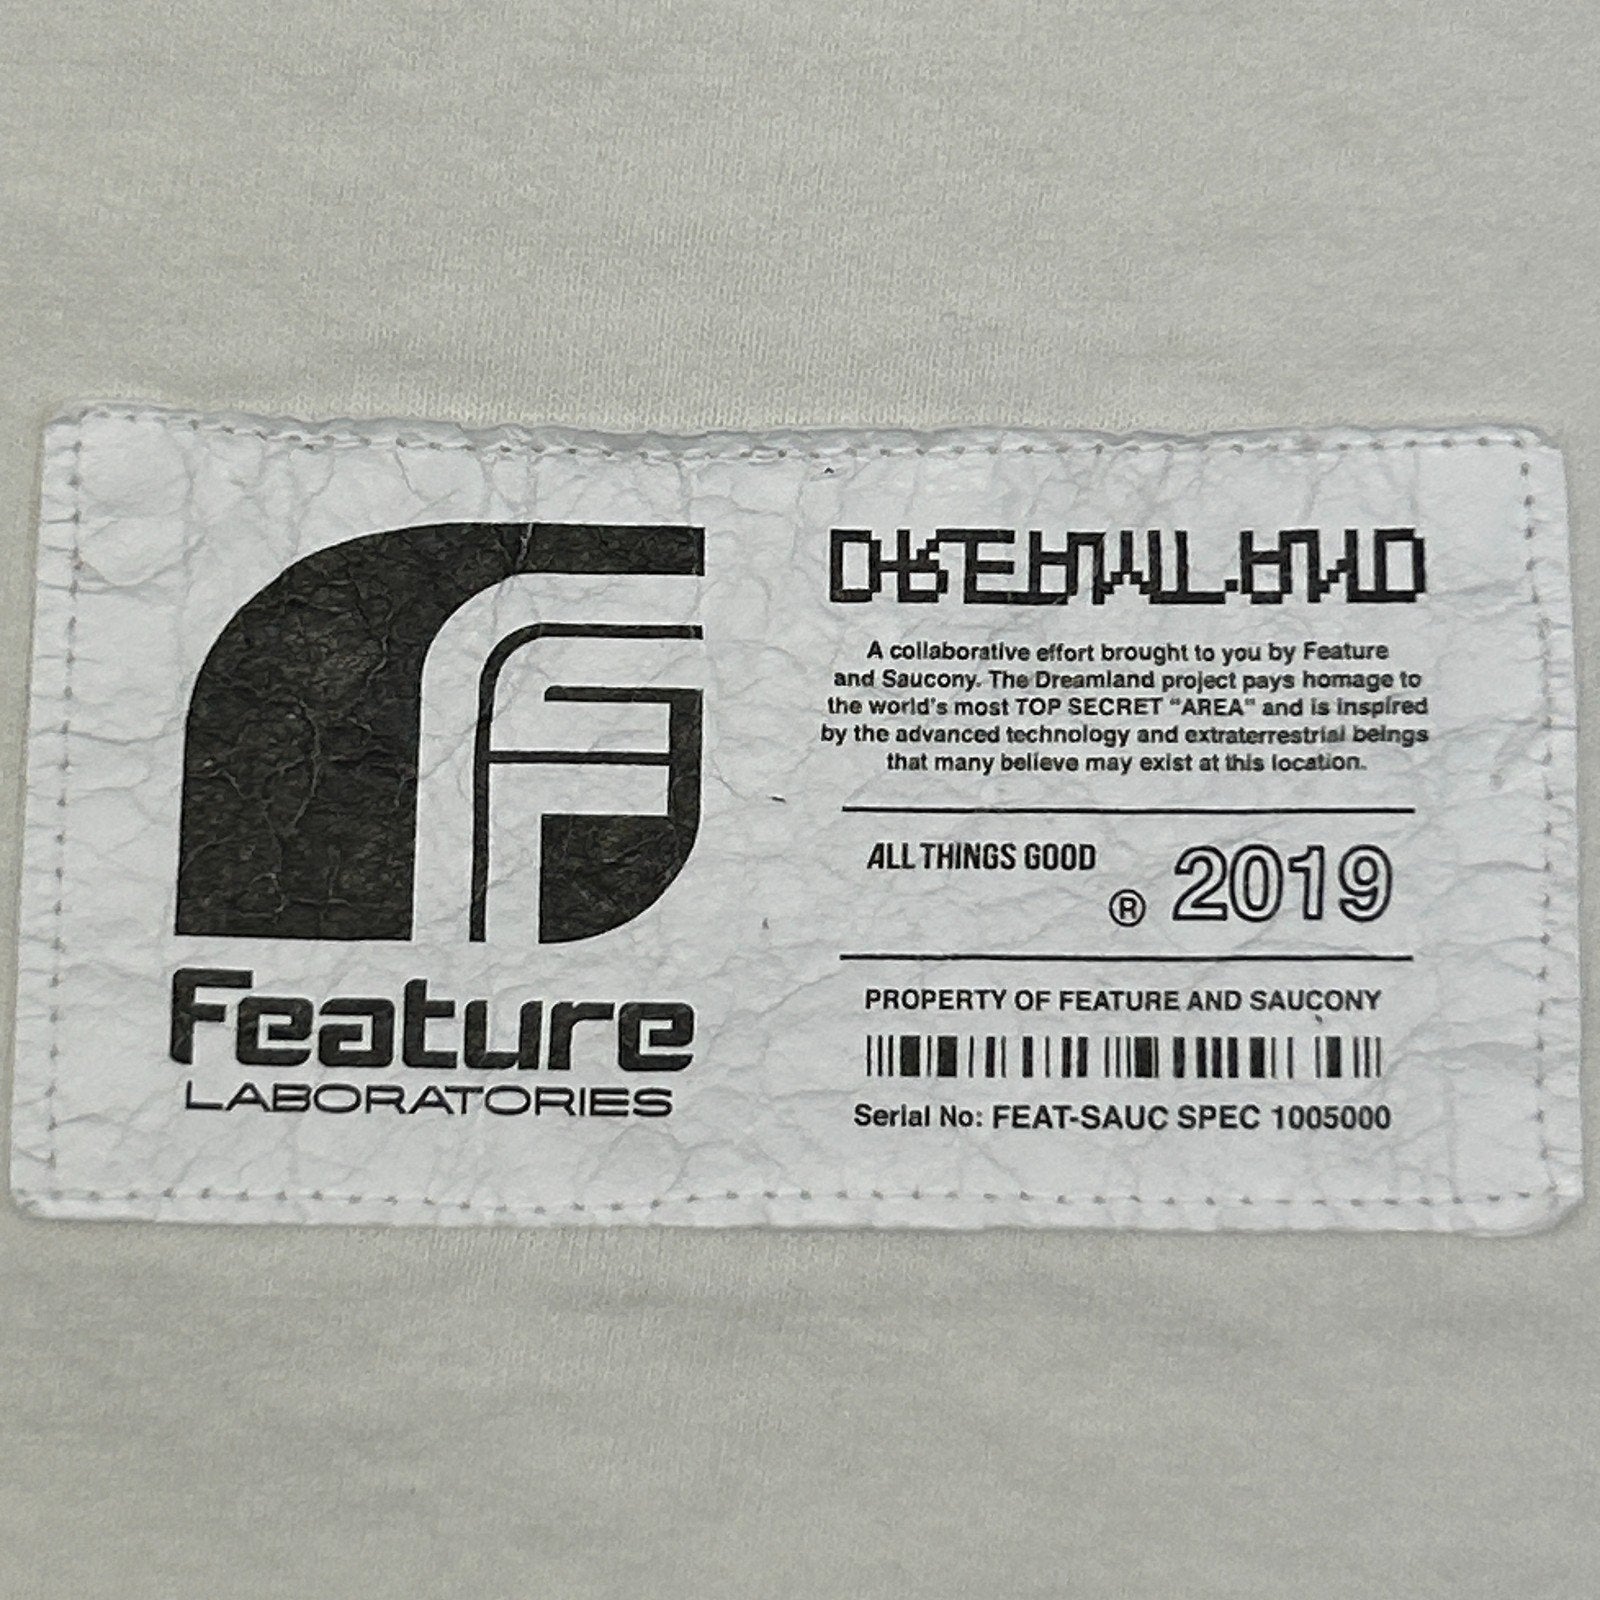 F
Feature
LABORATORIES
DREAMLAND
A collaborative effort brought to you by Feature
and Saucony. The Dreamland project pays homage to
the world's most TOP SECRET "AREA" and is inspired
by the advanced technology and extraterrestrial beings
that many believe may exist at this location.
ALL THINGS GOOD
® 2019
PROPERTY OF FEATURE AND SAUCONY
Serial No: FEAT-SAUC SPEC 1005000